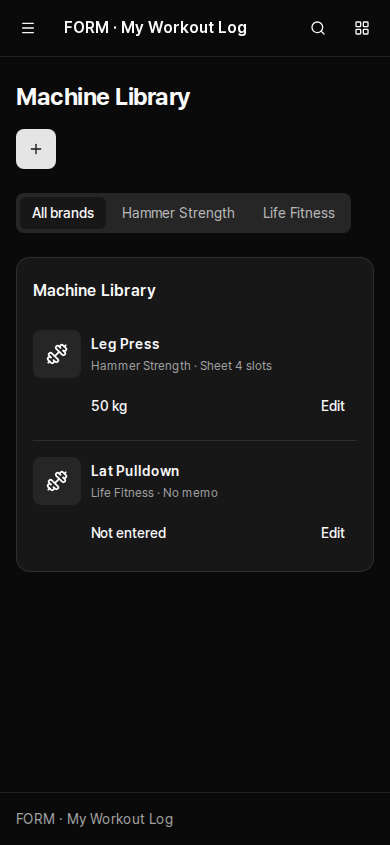 FORM · My Workout Log
Machine Library
All brands
Hammer Strength
Life Fitness
Machine Library
Leg Press
Hammer Strength · Sheet 4 slots
50 kg
Edit
Lat Pulldown
Life Fitness · No memo
Not entered
Edit
FORM · My Workout Log